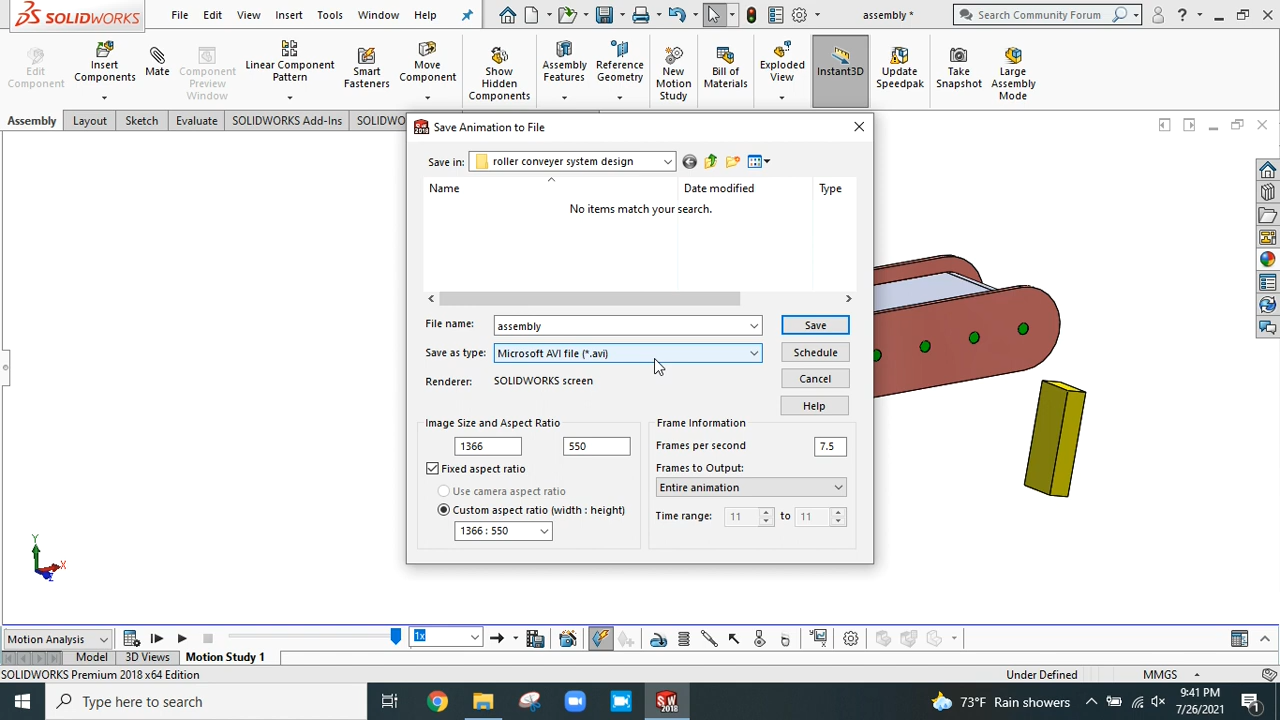 SOLIDWORKS File Edit View Insert Tools Window Help assembly * Search Community Forum ?
Edit Component
Insert Components
Mate
Component Preview Window
Linear Component Pattern
Smart Fasteners
Move Component
Show Hidden Components
Assembly Features
Reference Geometry
New Motion Study
Bill of Materials
Exploded View
Instant3D
Update Speedpak
Take Snapshot
Large Assembly Mode
Assembly Layout Sketch Evaluate SOLIDWORKS Add-Ins SOLIDWO
SW 2018 Save Animation to File
Save in: roller conveyer system design
Name Date modified Type
No items match your search.
File name: assembly Save
Save as type: Microsoft AVI file (*.avi) Schedule
Renderer: SOLIDWORKS screen Cancel
Help
Image Size and Aspect Ratio Frame Information
1366 550 Frames per second 7.5
Fixed aspect ratio Frames to Output:
Use camera aspect ratio Entire animation
Custom aspect ratio (width : height) Time range: 11 to 11
1366 : 550
Y
X
Z
Motion Analysis 1x
Model 3D Views Motion Study 1
SOLIDWORKS Premium 2018 x64 Edition Under Defined MMGS
Type here to search SW 2018 73°F Rain showers 9:41 PM
7/26/2021 1